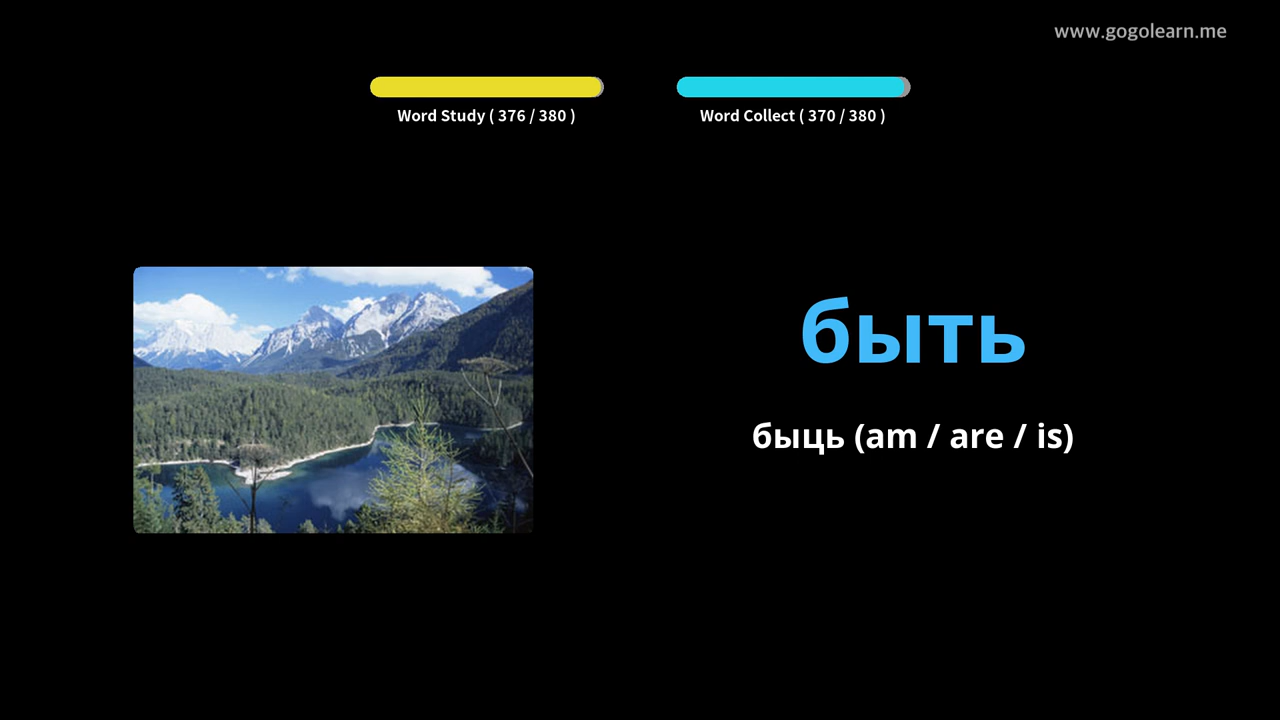 www.gogolearn.me
Word Study ( 376 / 380 )
Word Collect ( 370 / 380 )
быть
быць (am / are / is)